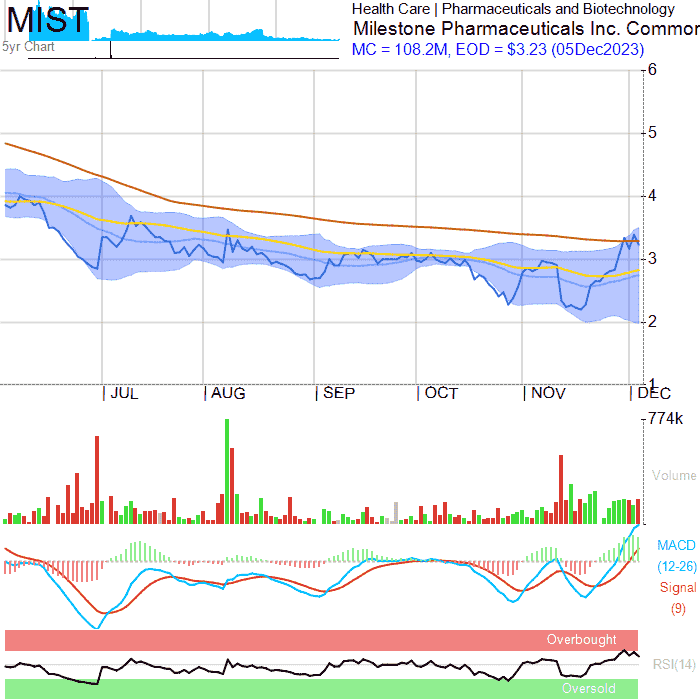 MIST
5yr Chart
Health Care | Pharmaceuticals and Biotechnology
Milestone Pharmaceuticals Inc. Common
MC = 108.2M, EOD = $3.23 (05Dec2023)
6
5
4
3
2
1
JUL AUG SEP OCT NOV DEC
774k
Volume
MACD
(12-26)
Signal
(9)
Overbought
RSI(14)
Oversold